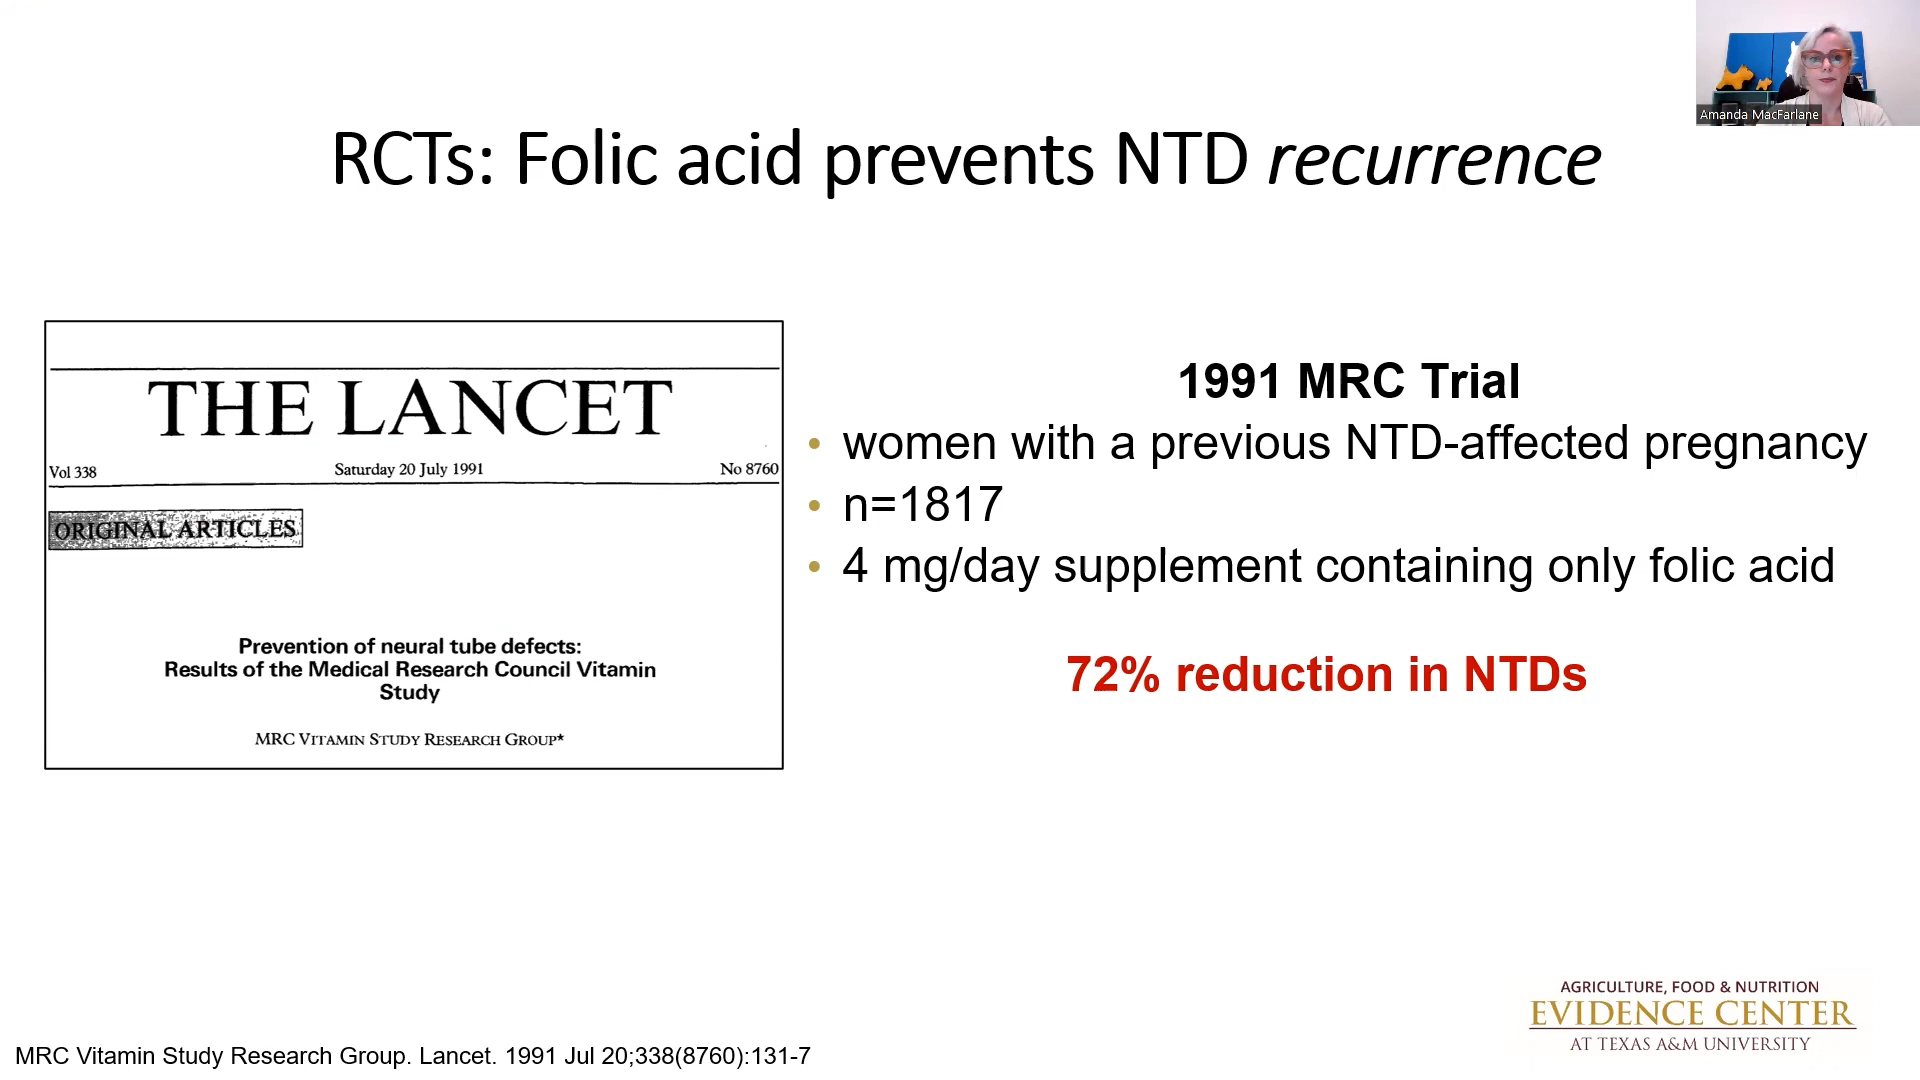 Amanda MacFarlane
RCTs: Folic acid prevents NTD recurrence
THE LANCET
Vol 338
Saturday 20 July 1991
No 8760
ORIGINAL ARTICLES
Prevention of neural tube defects:
Results of the Medical Research Council Vitamin
Study
MRC VITAMIN STUDY RESEARCH GROUP*
1991 MRC Trial
• women with a previous NTD-affected pregnancy
• n=1817
• 4 mg/day supplement containing only folic acid
72% reduction in NTDs
AGRICULTURE, FOOD & NUTRITION
EVIDENCE CENTER
AT TEXAS A&M UNIVERSITY
MRC Vitamin Study Research Group. Lancet. 1991 Jul 20;338(8760):131-7